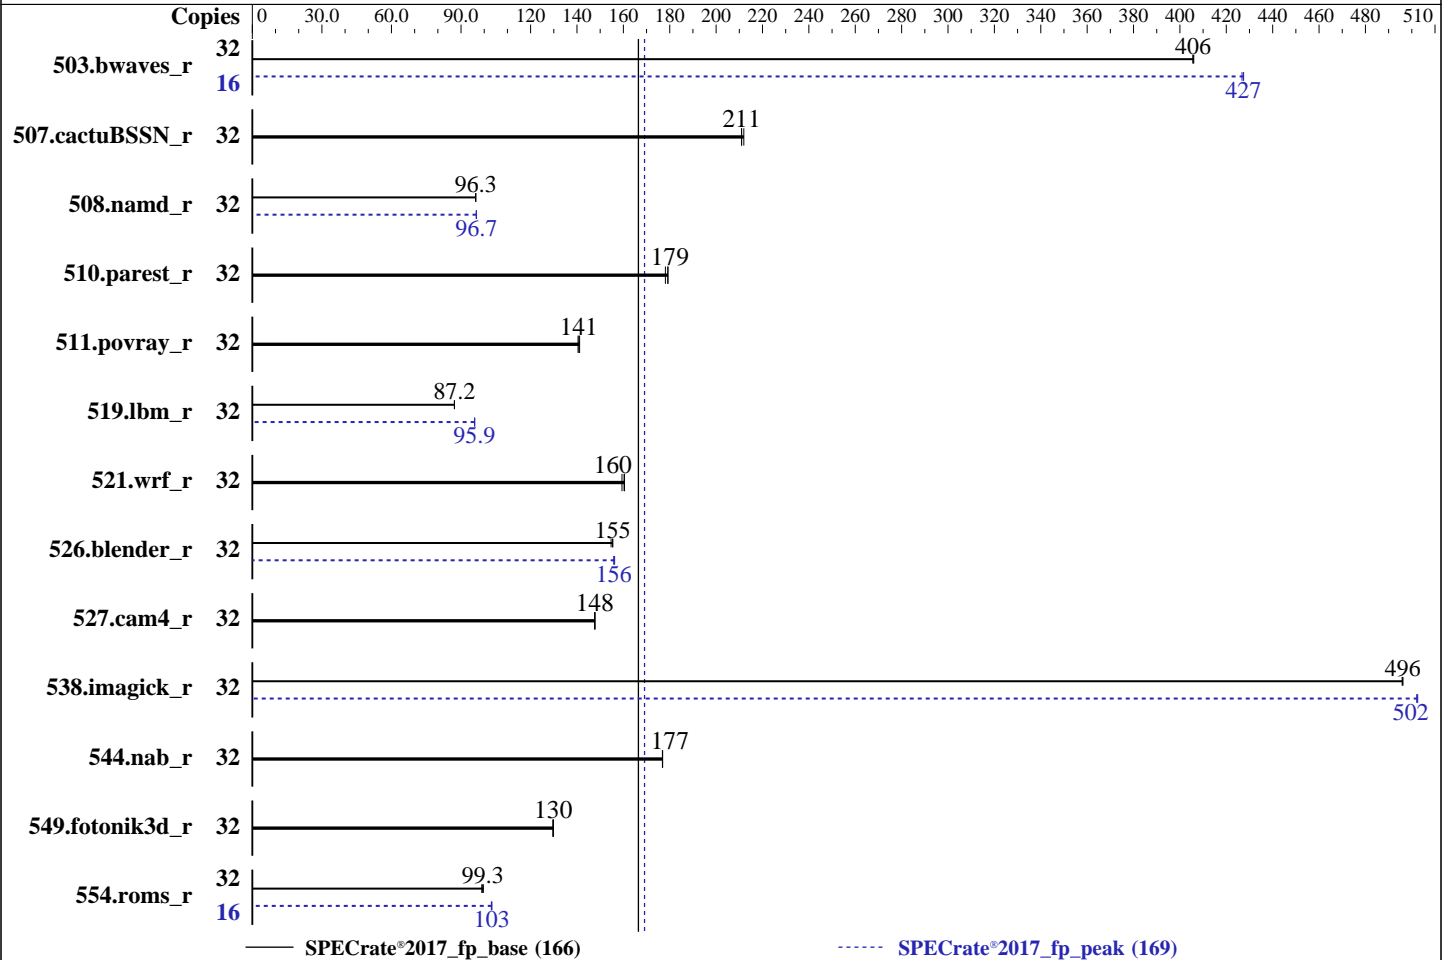 Copies 0 30.0 60.0 90.0 120 140 160 180 200 220 240 260 280 300 320 340 360 380 400 420 440 460 480 510
503.bwaves_r 32 406
16 427
507.cactuBSSN_r 32 211
508.namd_r 32 96.3
96.7
510.parest_r 32 179
511.povray_r 32 141
519.lbm_r 32 87.2
95.9
521.wrf_r 32 160
526.blender_r 32 155
156
527.cam4_r 32 148
538.imagick_r 32 496
502
544.nab_r 32 177
549.fotonik3d_r 32 130
554.roms_r 32 99.3
16 103
SPECrate®2017_fp_base (166) SPECrate®2017_fp_peak (169)